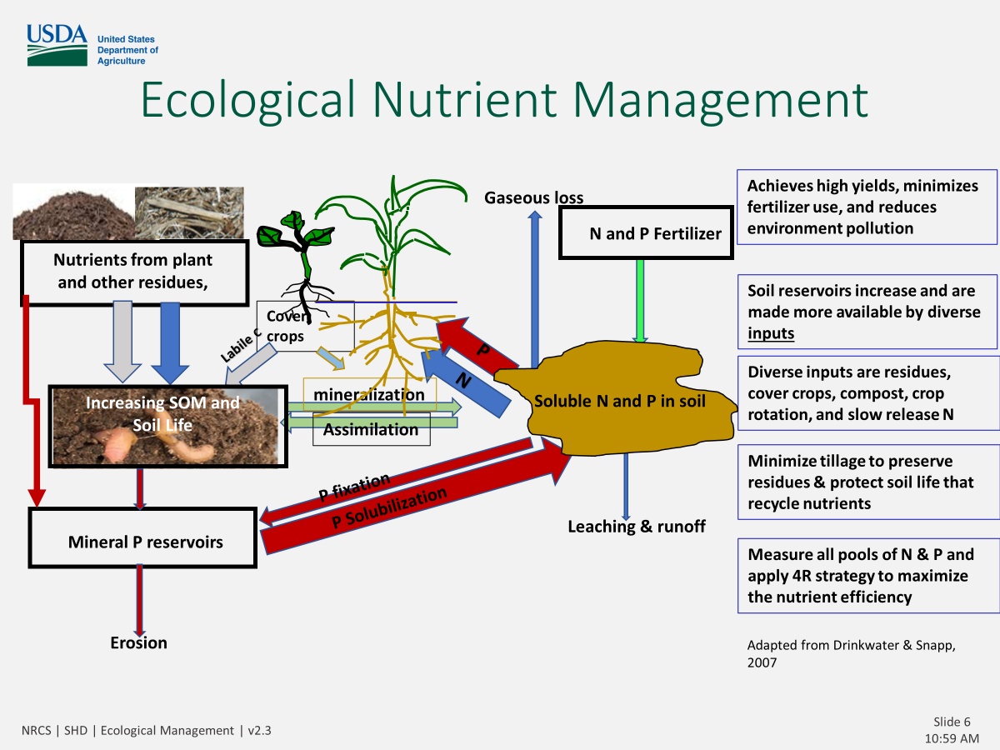 USDA
United States
Department of
Agriculture
Ecological Nutrient Management
Nutrients from plant
and other residues,
Cover
crops
Labile C
Increasing SOM and
Soil Life
mineralization
Assimilation
Gaseous loss
N and P Fertilizer
P
N
Soluble N and P in soil
P fixation
P Solubilization
Leaching & runoff
Mineral P reservoirs
Erosion
Achieves high yields, minimizes
fertilizer use, and reduces
environment pollution
Soil reservoirs increase and are
made more available by diverse
inputs
Diverse inputs are residues,
cover crops, compost, crop
rotation, and slow release N
Minimize tillage to preserve
residues & protect soil life that
recycle nutrients
Measure all pools of N & P and
apply 4R strategy to maximize
the nutrient efficiency
Adapted from Drinkwater & Snapp,
2007
NRCS | SHD | Ecological Management | v2.3
Slide 6
10:59 AM